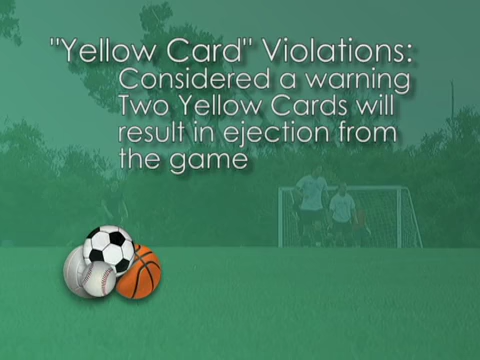 "Yellow Card" Violations:
Considered a warning
Two Yellow Cards will
result in ejection from
the game